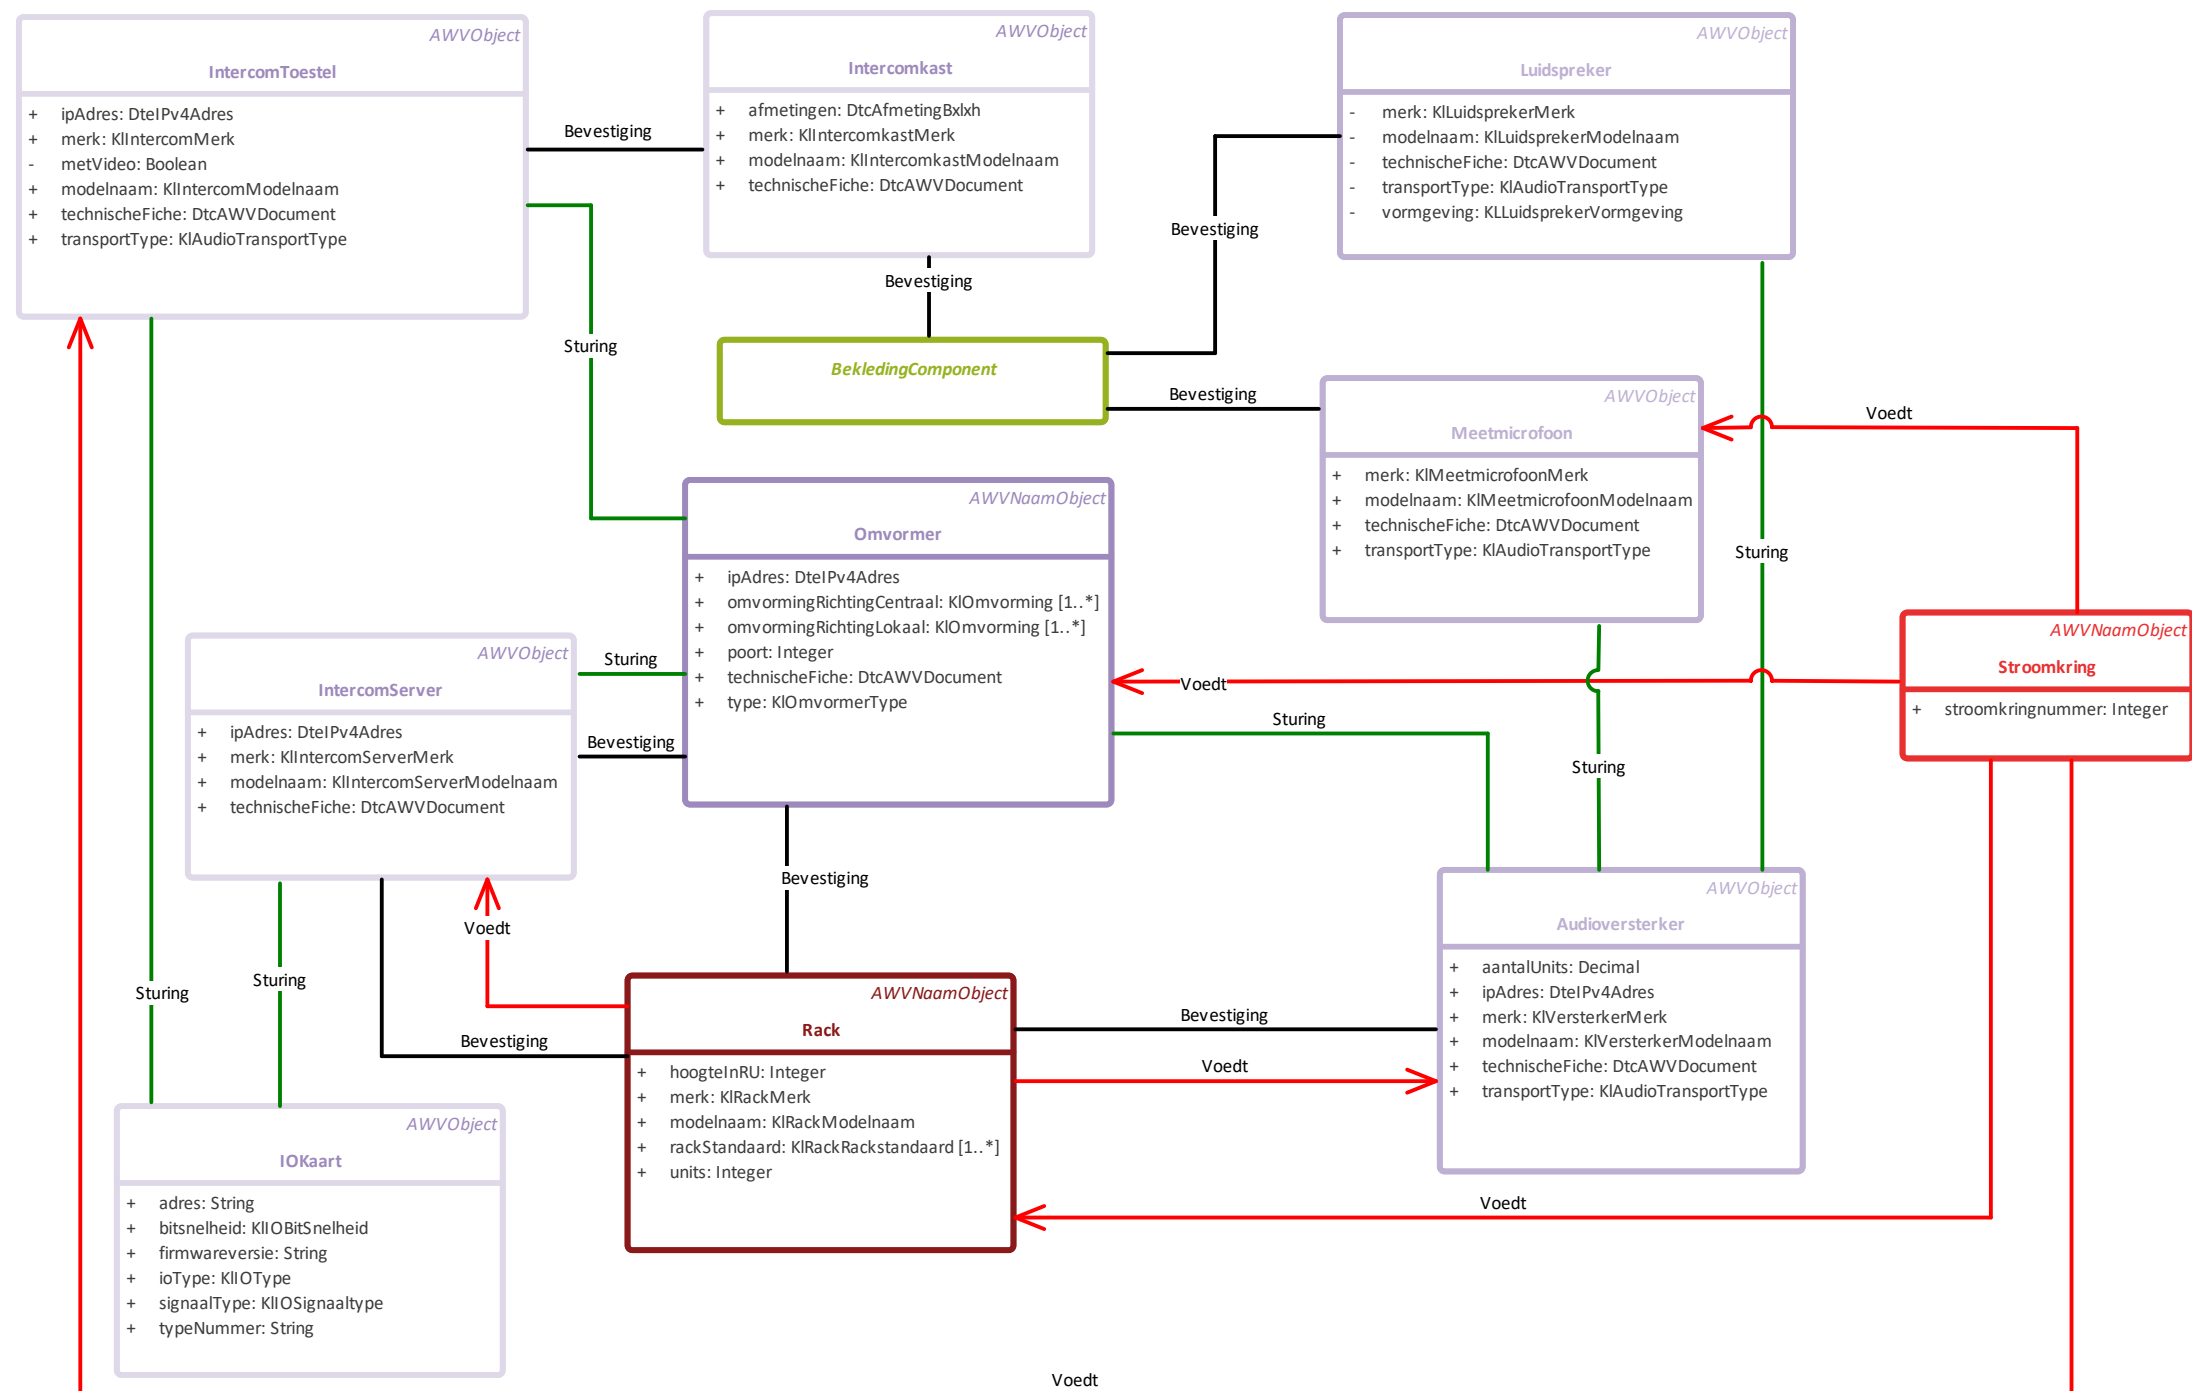 AWVObject
IntercomToestel
+ ipAdres: DteIPv4Adres
+ merk: KlIntercomMerk
- metVideo: Boolean
+ modelnaam: KlIntercomModelnaam
+ technischeFiche: DtcAWVDocument
+ transportType: KlAudioTransportType
Bevestiging
AWVObject
Intercomkast
+ afmetingen: DtcAfmetingBxlxh
+ merk: KlIntercomkastMerk
+ modelnaam: KlIntercomkastModelnaam
+ technischeFiche: DtcAWVDocument
AWVObject
Luidspreker
- merk: KlLuidsprekerMerk
- modelnaam: KlLuidsprekerModelnaam
- technischeFiche: DtcAWVDocument
- transportType: KlAudioTransportType
- vormgeving: KLLuidsprekerVormgeving
Bevestiging
Bevestiging
Sturing
BekledingComponent
Bevestiging
AWVObject
Meetmicrofoon
+ merk: KlMeetmicrofoonMerk
+ modelnaam: KlMeetmicrofoonModelnaam
+ technischeFiche: DtcAWVDocument
+ transportType: KlAudioTransportType
Voedt
Sturing
AWVNaamObject
Omvormer
+ ipAdres: DteIPv4Adres
+ omvormingRichtingCentraal: KlOmvorming [1..*]
+ omvormingRichtingLokaal: KlOmvorming [1..*]
+ poort: Integer
+ technischeFiche: DtcAWVDocument
+ type: KlOmvormerType
AWVNaamObject
Stroomkring
+ stroomkringnummer: Integer
AWVObject
IntercomServer
+ ipAdres: DteIPv4Adres
+ merk: KlIntercomServerMerk
+ modelnaam: KlIntercomServerModelnaam
+ technischeFiche: DtcAWVDocument
Sturing
Bevestiging
Voedt
Sturing
Sturing
Bevestiging
Voedt
Sturing
Sturing
Bevestiging
AWVNaamObject
Rack
+ hoogteInRU: Integer
+ merk: KlRackMerk
+ modelnaam: KlRackModelnaam
+ rackStandaard: KlRackRackstandaard [1..*]
+ units: Integer
Bevestiging
Voedt
AWVObject
Audioversterker
+ aantalUnits: Decimal
+ ipAdres: DteIPv4Adres
+ merk: KlVersterkerMerk
+ modelnaam: KlVersterkerModelnaam
+ technischeFiche: DtcAWVDocument
+ transportType: KlAudioTransportType
AWVObject
IOKaart
+ adres: String
+ bitsnelheid: KlIOBitSnelheid
+ firmwareversie: String
+ ioType: KlIOType
+ signaalType: KlIOSignaaltype
+ typeNummer: String
Voedt
Voedt